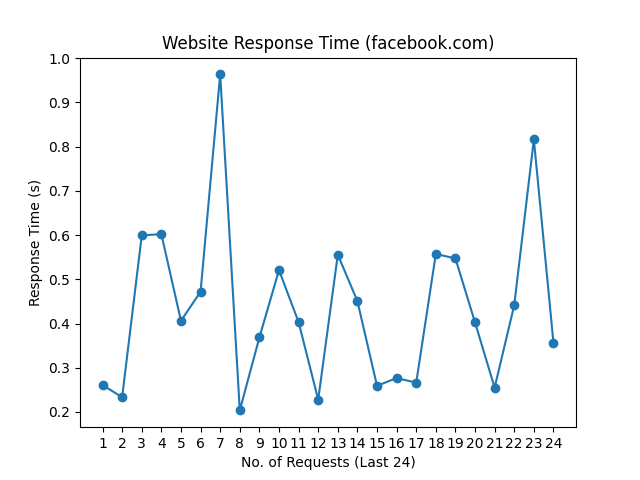 Website Response Time (facebook.com)
1.0
0.9
0.8
0.7
0.6
0.5
0.4
0.3
0.2
Response Time (s)
1 2 3 4 5 6 7 8 9 10 11 12 13 14 15 16 17 18 19 20 21 22 23 24
No. of Requests (Last 24)